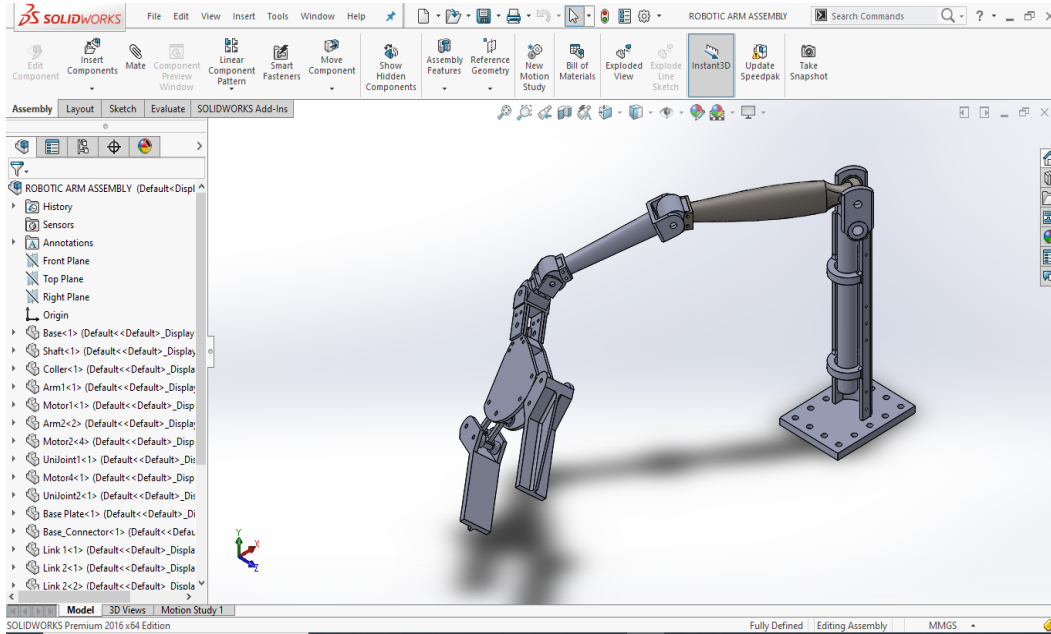 SOLIDWORKS File Edit View Insert Tools Window Help ROBOTIC ARM ASSEMBLY Search Commands
Edit Component
Insert Components
Mate
Component Preview Window
Linear Component Pattern
Smart Fasteners
Move Component
Show Hidden Components
Assembly Features
Reference Geometry
New Motion Study
Bill of Materials
Exploded View
Explode Line Sketch
Instant3D
Update Speedpak
Take Snapshot
Assembly Layout Sketch Evaluate SOLIDWORKS Add-Ins
ROBOTIC ARM ASSEMBLY (Default<Displ
History
Sensors
Annotations
Front Plane
Top Plane
Right Plane
Origin
Base<1> (Default<<Default>_Display
Shaft<1> (Default<<Default>_Display
Coller<1> (Default<<Default>_Displa
Arm1<1> (Default<<Default>_Display
Motor1<1> (Default<<Default>_Disp
Arm2<2> (Default<<Default>_Display
Motor2<4> (Default<<Default>_Disp
UniJoint1<1> (Default<<Default>_Dis
Motor4<1> (Default<<Default>_Disp
UniJoint2<1> (Default<<Default>_Dis
Base Plate<1> (Default<<Default>_Di
Base_Connector<1> (Default<<Defau
Link 1<1> (Default<<Default>_Displa
Link 2<1> (Default<<Default>_Displa
Link 2<2> (Default<<Default>_Displa
Y
X
Z
Model 3D Views Motion Study 1
SOLIDWORKS Premium 2016 x64 Edition Fully Defined Editing Assembly MMGS